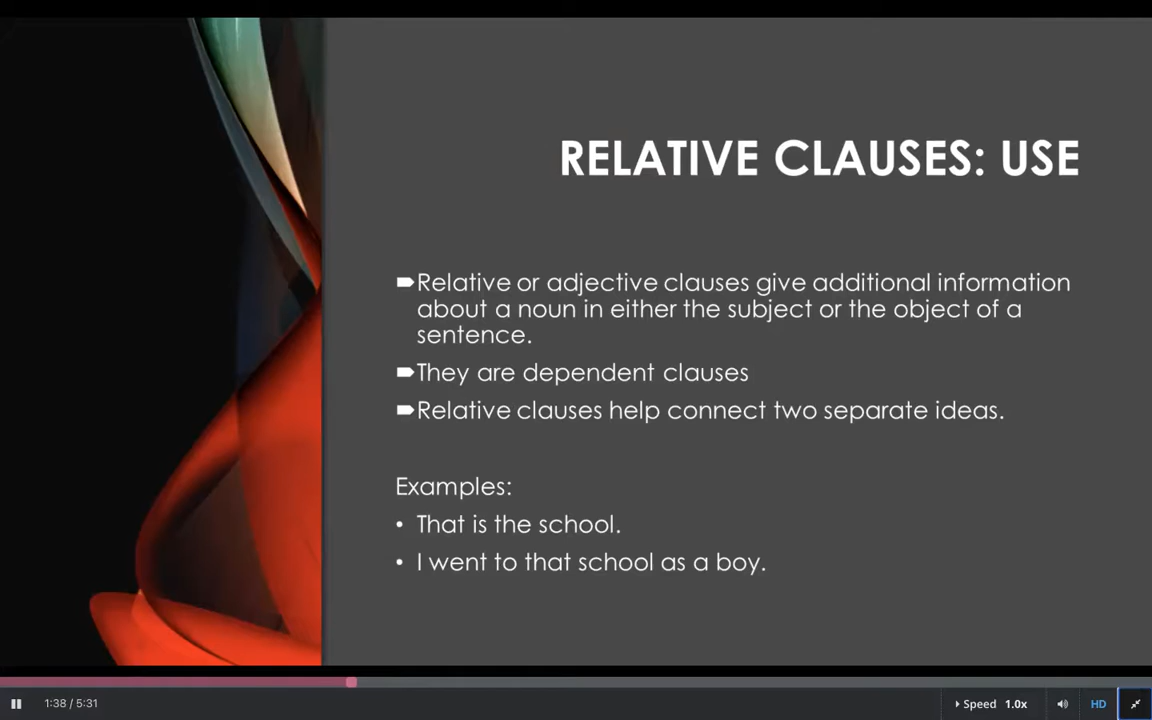 RELATIVE CLAUSES: USE
Relative or adjective clauses give additional information
about a noun in either the subject or the object of a
sentence.
They are dependent clauses
Relative clauses help connect two separate ideas.
Examples:
• That is the school.
• I went to that school as a boy.
1:38 / 5:31
Speed 1.0x
HD